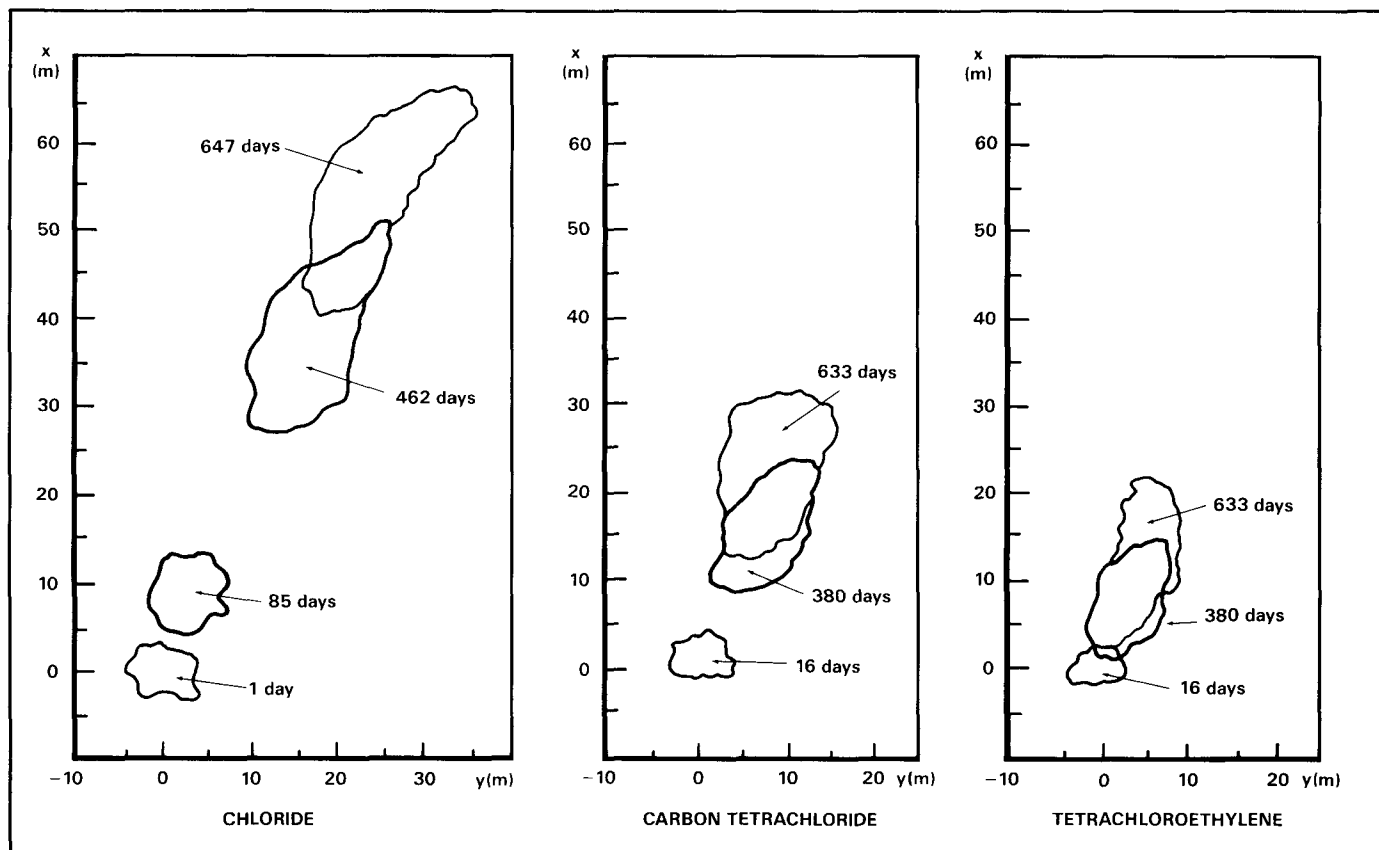 x
(m)
60
50
40
30
20
10
0
-10 0 10 20 30 y(m)
647 days
462 days
85 days
1 day
CHLORIDE
x
(m)
60
50
40
30
20
10
0
-10 0 10 20 y(m)
633 days
380 days
16 days
CARBON TETRACHLORIDE
x
(m)
60
50
40
30
20
10
0
-10 0 10 20 y(m)
633 days
380 days
16 days
TETRACHLOROETHYLENE